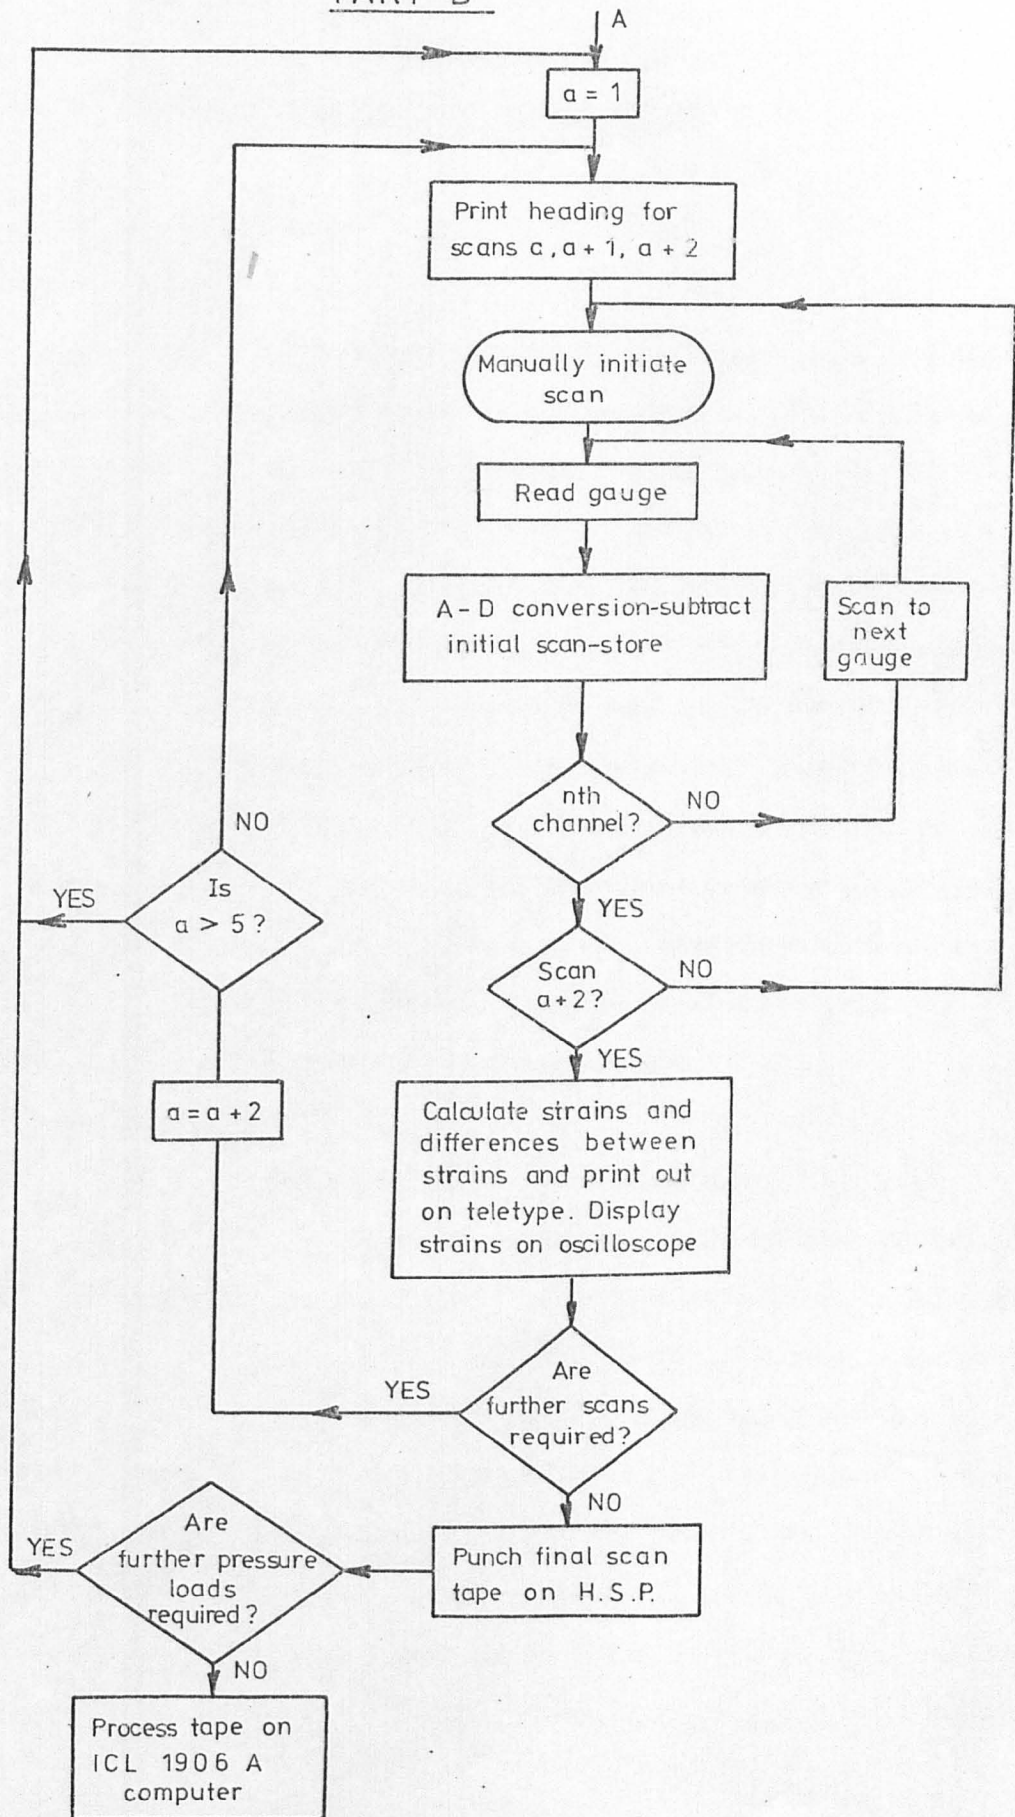 PART B
A
a = 1
Print heading for
scans a, a + 1, a + 2
Manually initiate
scan
Read gauge
A - D conversion-subtract
initial scan-store
Scan to
next
gauge
nth
channel?
NO
YES
Scan
a+2?
NO
YES
NO
Is
a > 5?
YES
a = a + 2
Calculate strains and
differences between
strains and print out
on teletype. Display
strains on oscilloscope
Are
further scans
required?
YES
NO
Punch final scan
tape on H.S.P.
Are
further pressure
loads
required?
YES
NO
Process tape on
ICL 1906 A
computer